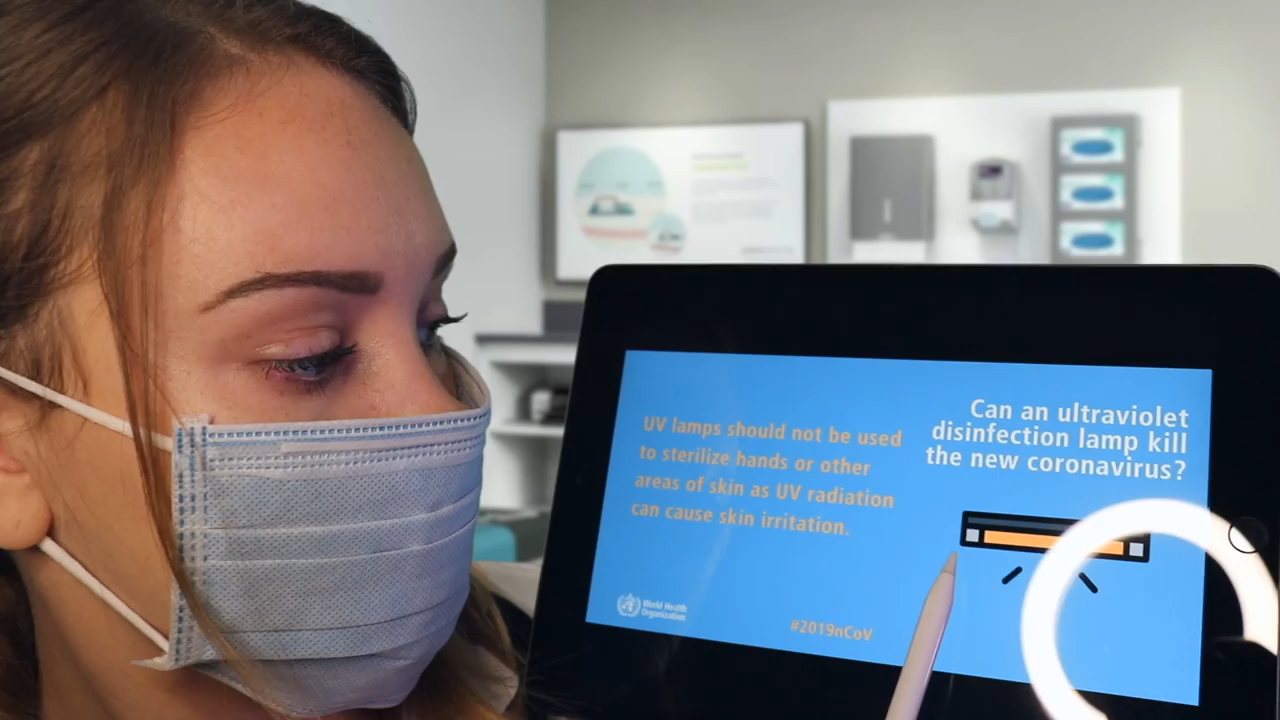 Can an ultraviolet
disinfection lamp kill
the new coronavirus?
UV lamps should not be used
to sterilize hands or other
areas of skin as UV radiation
can cause skin irritation.
World Health
Organization
#2019nCoV